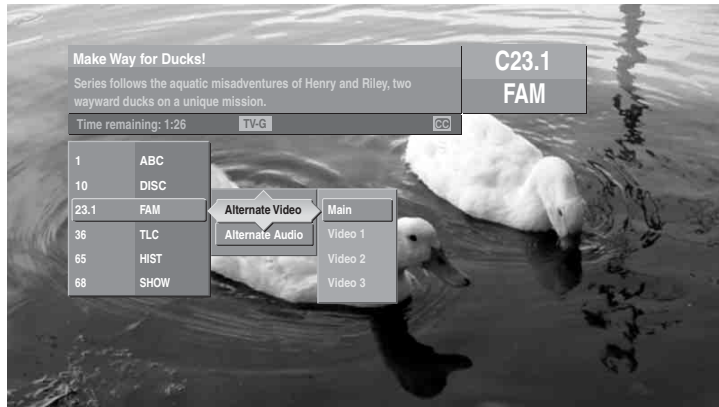 Make Way for Ducks!
C23.1
Series follows the aquatic misadventures of Henry and Riley, two
wayward ducks on a unique mission.
FAM
Time remaining: 1:26 TV-G CC
1 ABC
10 DISC
23.1 FAM Alternate Video Main
36 TLC Alternate Audio Video 1
65 HIST Video 2
68 SHOW Video 3